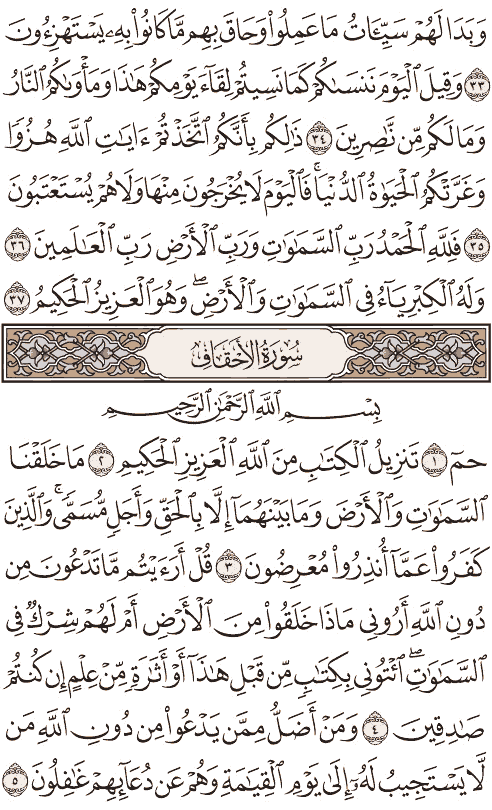 وَبَدَا لَهُمْ سَيِّـَٔاتُ مَا عَمِلُوا۟ وَحَاقَ بِهِم مَّا كَانُوا۟ بِهِۦ يَسْتَهْزِءُونَ
٣٣ وَقِيلَ ٱلْيَوْمَ نَنسَىٰكُمْ كَمَا نَسِيتُمْ لِقَآءَ يَوْمِكُمْ هَـٰذَا وَمَأْوَىٰكُمُ ٱلنَّارُ
وَمَا لَكُم مِّن نَّـٰصِرِينَ ٣٤ ذَٰلِكُم بِأَنَّكُمُ ٱتَّخَذْتُمْ ءَايَـٰتِ ٱللَّهِ هُزُوًا
وَغَرَّتْكُمُ ٱلْحَيَوٰةُ ٱلدُّنْيَا ۚ فَٱلْيَوْمَ لَا يُخْرَجُونَ مِنْهَا وَلَا هُمْ يُسْتَعْتَبُونَ
٣٥ فَلِلَّهِ ٱلْحَمْدُ رَبِّ ٱلسَّمَـٰوَٰتِ وَرَبِّ ٱلْأَرْضِ رَبِّ ٱلْعَـٰلَمِينَ ٣٦
وَلَهُ ٱلْكِبْرِيَآءُ فِى ٱلسَّمَـٰوَٰتِ وَٱلْأَرْضِ ۖ وَهُوَ ٱلْعَزِيزُ ٱلْحَكِيمُ ٣٧
سُورَةُ الأَحْقَافِ
بِسْمِ ٱللَّهِ ٱلرَّحْمَـٰنِ ٱلرَّحِيمِ
حمٓ ١ تَنزِيلُ ٱلْكِتَـٰبِ مِنَ ٱللَّهِ ٱلْعَزِيزِ ٱلْحَكِيمِ ٢ مَا خَلَقْنَا
ٱلسَّمَـٰوَٰتِ وَٱلْأَرْضَ وَمَا بَيْنَهُمَآ إِلَّا بِٱلْحَقِّ وَأَجَلٍ مُّسَمًّى ۚ وَٱلَّذِينَ
كَفَرُوا۟ عَمَّآ أُنذِرُوا۟ مُعْرِضُونَ ٣ قُلْ أَرَءَيْتُم مَّا تَدْعُونَ مِن
دُونِ ٱللَّهِ أَرُونِى مَاذَا خَلَقُوا۟ مِنَ ٱلْأَرْضِ أَمْ لَهُمْ شِرْكٌ فِى
ٱلسَّمَـٰوَٰتِ ۖ ٱئْتُونِى بِكِتَـٰبٍ مِّن قَبْلِ هَـٰذَآ أَوْ أَثَـٰرَةٍ مِّنْ عِلْمٍ إِن كُنتُمْ
صَـٰدِقِينَ ٤ وَمَنْ أَضَلُّ مِمَّن يَدْعُوا۟ مِن دُونِ ٱللَّهِ مَن
لَّا يَسْتَجِيبُ لَهُۥٓ إِلَىٰ يَوْمِ ٱلْقِيَـٰمَةِ وَهُمْ عَن دُعَآئِهِمْ غَـٰفِلُونَ ٥